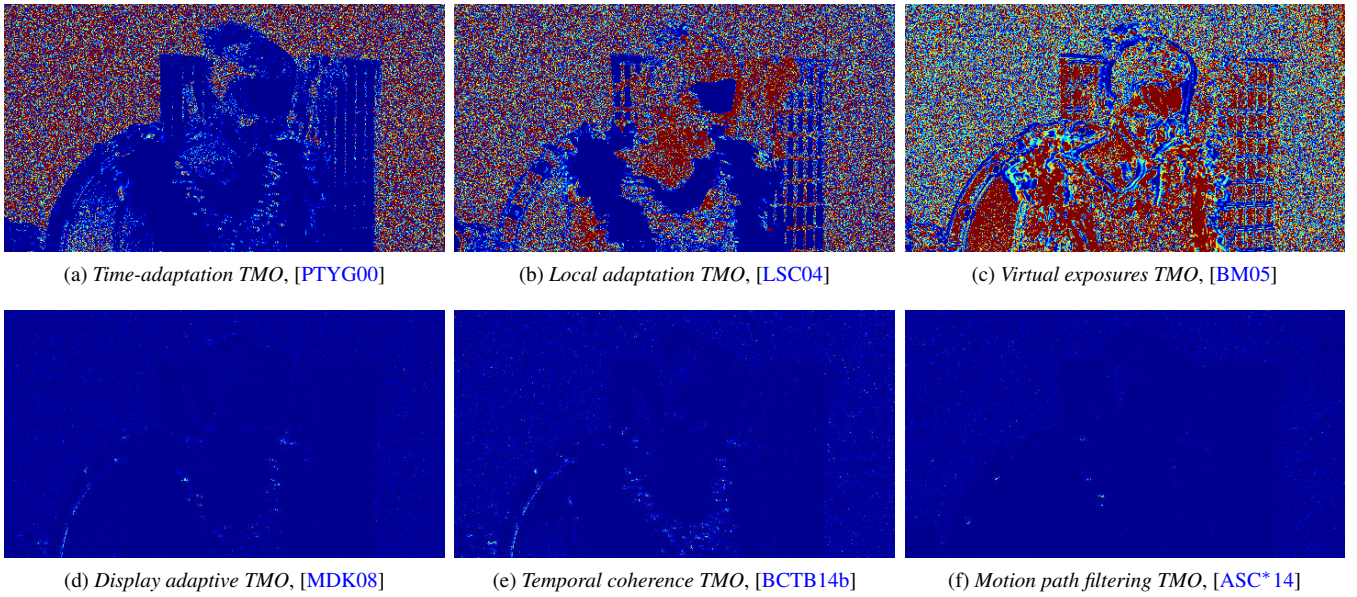 (a) Time-adaptation TMO, [PTYG00]
(b) Local adaptation TMO, [LSC04]
(c) Virtual exposures TMO, [BM05]
(d) Display adaptive TMO, [MDK08]
(e) Temporal coherence TMO, [BCTB14b]
(f) Motion path filtering TMO, [ASC*14]